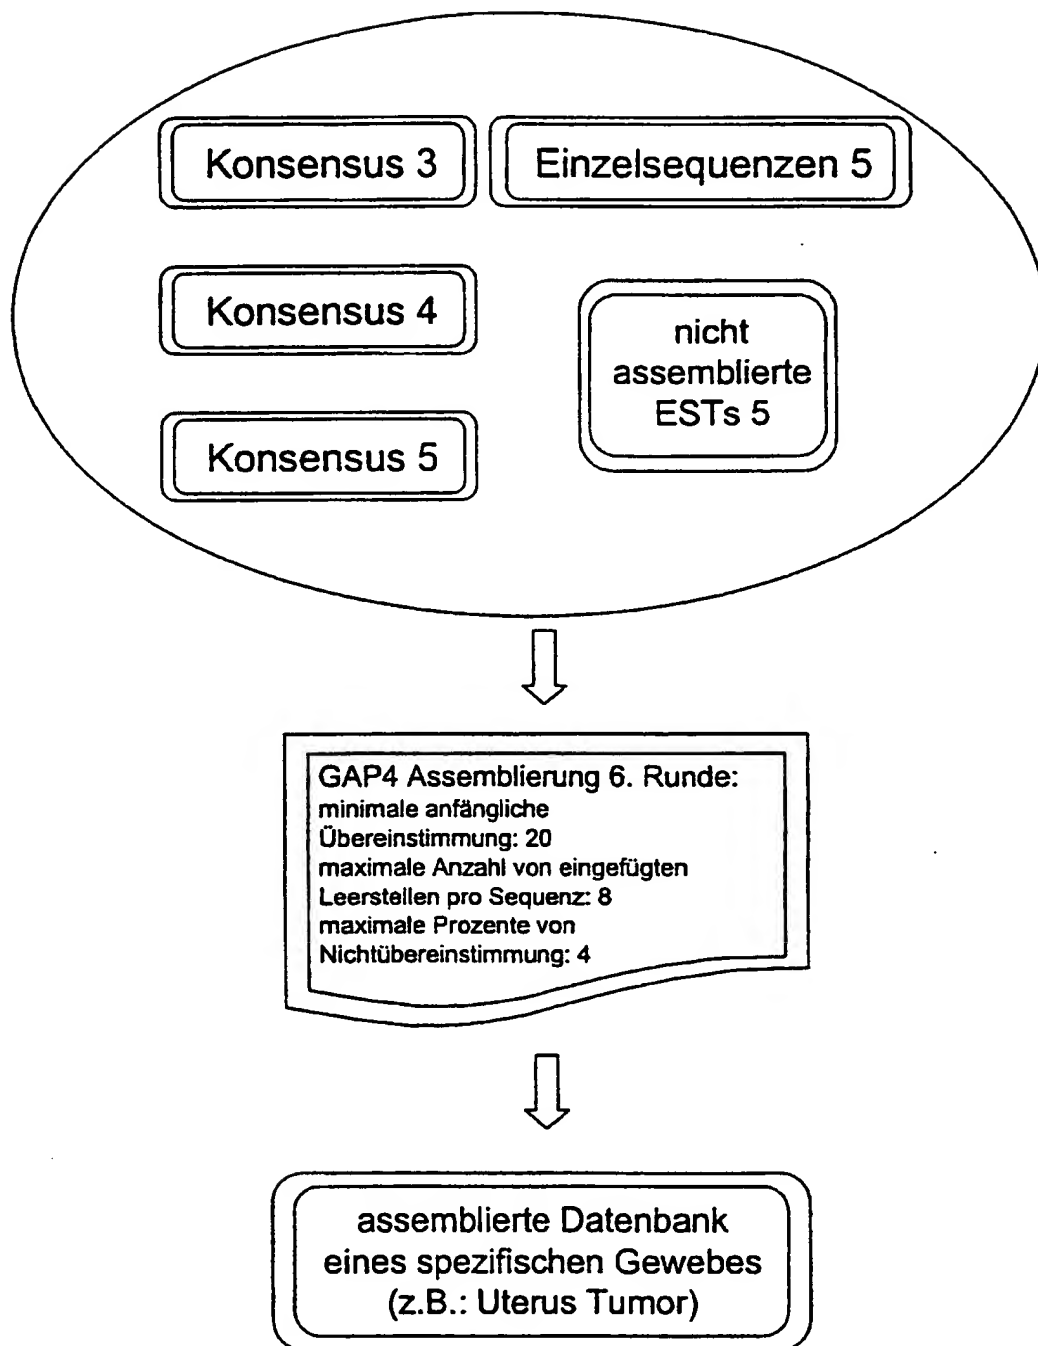 Konsensus 3
Einzelsequenzen 5
Konsensus 4
nicht
assemblierte
ESTs 5
Konsensus 5
GAP4 Assemblierung 6. Runde:
minimale anfängliche
Übereinstimmung: 20
maximale Anzahl von eingefügten
Leerstellen pro Sequenz: 8
maximale Prozente von
Nichtübereinstimmung: 4
assemblierte Datenbank
eines spezifischen Gewebes
(z.B.: Uterus Tumor)